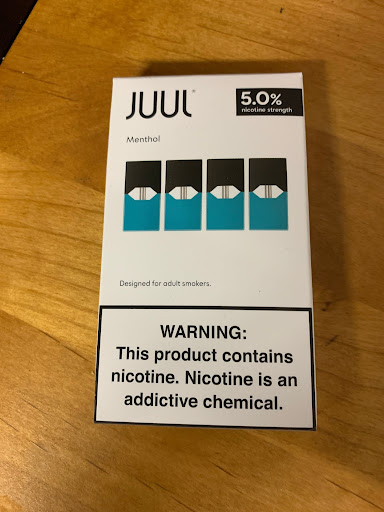 JUUL
5.0%
nicotine strength
Menthol
Designed for adult smokers.
WARNING:
This product contains
nicotine. Nicotine is an
addictive chemical.